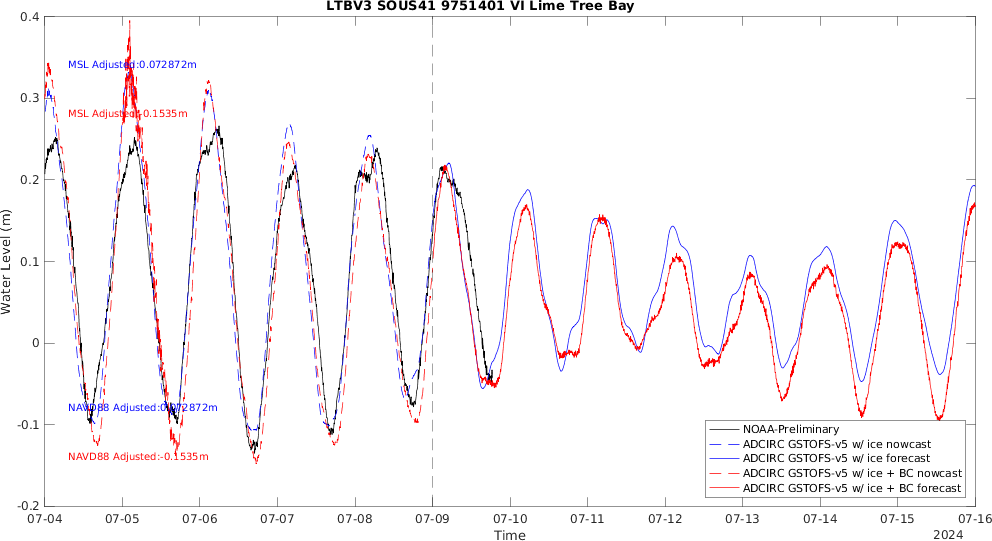 LTBV3 SOUS41 9751401 VI Lime Tree Bay
0.4
0.3
0.2
0.1
0
-0.1
-0.2
Water Level (m)
MSL Adjusted:0.072872m
MSL Adjusted:-0.1535m
NAVD88 Adjusted:0.072872m
NAVD88 Adjusted:-0.1535m
NOAA-Preliminary
ADCIRC GSTOFS-v5 w/ ice nowcast
ADCIRC GSTOFS-v5 w/ ice forecast
ADCIRC GSTOFS-v5 w/ ice + BC nowcast
ADCIRC GSTOFS-v5 w/ ice + BC forecast
07-04 07-05 07-06 07-07 07-08 07-09 07-10 07-11 07-12 07-13 07-14 07-15 07-16
Time
2024